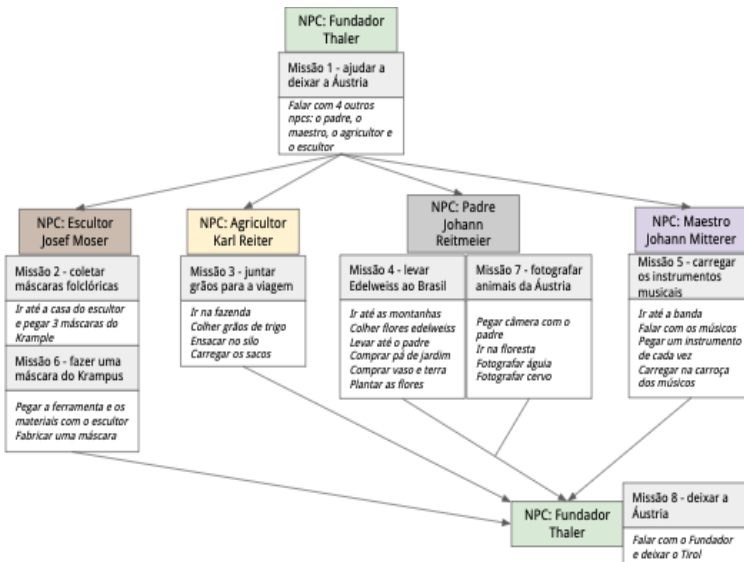 NPC: Fundador
Thaler
Missão 1 - ajudar a
deixar a Áustria
Falar com 4 outros
npcs: o padre, o
maestro, o agricultor e
o escultor
NPC: Escultor
Josef Moser
Missão 2 - coletar
máscaras folclóricas
Ir até a casa do escultor
e pegar 3 máscaras do
Krample
Missão 6 - fazer uma
máscara do Krampus
Pegar a ferramenta e os
materiais com o escultor
Fabricar uma máscara
NPC: Agricultor
Karl Reiter
Missão 3 - juntar
grãos para a viagem
Ir na fazenda
Colher grãos de trigo
Ensacar no silo
Carregar os sacos
NPC: Padre
Johann
Reitmeier
Missão 4 - levar
Edelweiss ao Brasil
Ir até as montanhas
Colher flores edelweiss
Levar até o padre
Comprar pá de jardim
Comprar vaso e terra
Plantar as flores
Missão 7 - fotografar
animais da Áustria
Pegar câmera com o
padre
Ir na floresta
Fotografar águia
Fotografar cervo
NPC: Maestro
Johann Mitterer
Missão 5 - carregar
os instrumentos
musicais
Ir até a banda
Falar com os músicos
Pegar um instrumento
de cada vez
Carregar na carroça
dos músicos
NPC: Fundador
Thaler
Missão 8 - deixar a
Áustria
Falar com o Fundador
e deixar o Tirol